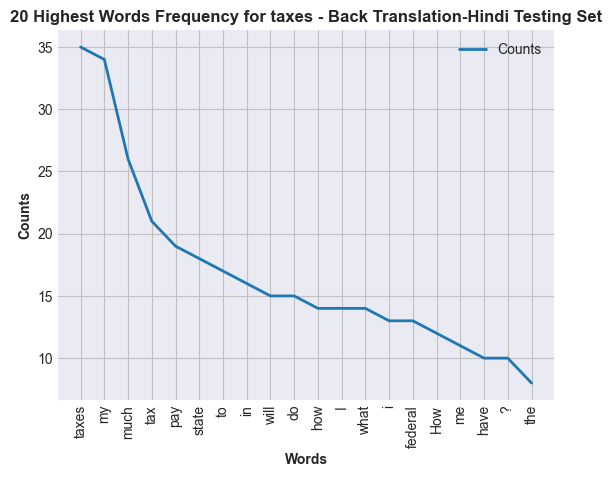 20 Highest Words Frequency for taxes - Back Translation-Hindi Testing Set
Counts
35
30
25
20
15
10
Counts
taxes
my
much
tax
pay
state
to
in
will
do
how
I
what
i
federal
How
me
have
?
the
Words